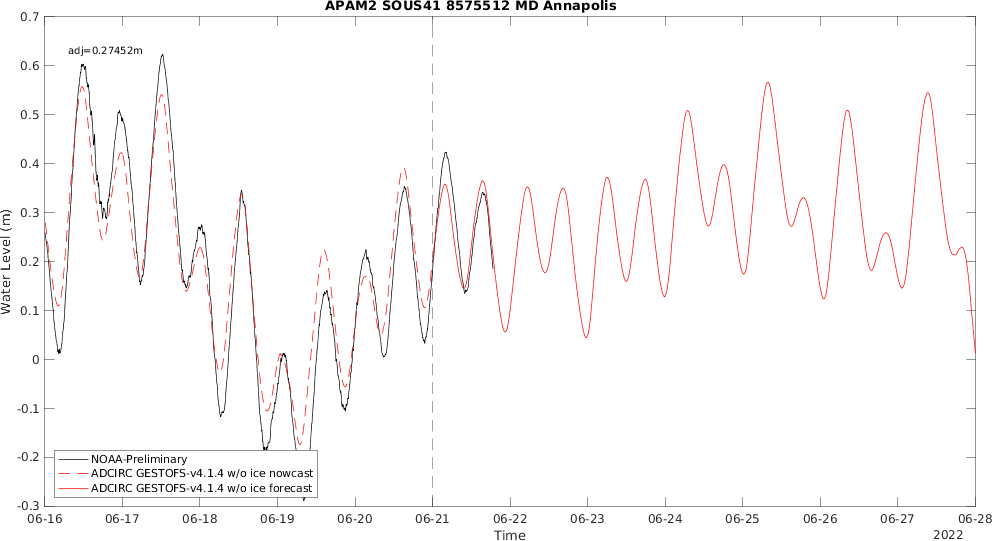 APAM2 SOUS41 8575512 MD Annapolis
adj=0.27452m
0.7
0.6
0.5
0.4
0.3
0.2
0.1
0
-0.1
-0.2
-0.3
Water Level (m)
NOAA-Preliminary
ADCIRC GESTOFS-v4.1.4 w/o ice nowcast
ADCIRC GESTOFS-v4.1.4 w/o ice forecast
06-16 06-17 06-18 06-19 06-20 06-21 06-22 06-23 06-24 06-25 06-26 06-27 06-28
Time
2022